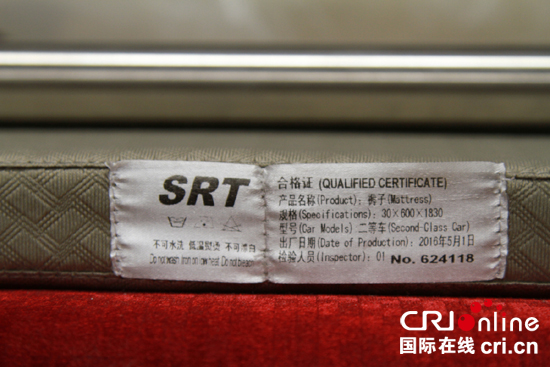 SRT
不可水洗 低温熨烫 不可漂白
Do not wash Iron on low heat Do not bleach
合格证 (QUALIFIED CERTIFICATE)
产品名称(Product): 褥子(Mattress)
规格(Specifications): 30×600×1830
型号(Car Models) 二等车(Second-Class Car)
出厂日期(Date of Production): 2016年5月1
检验人员(Inspector): 01 No. 624118
CRI Online
国际在线 cri.cn